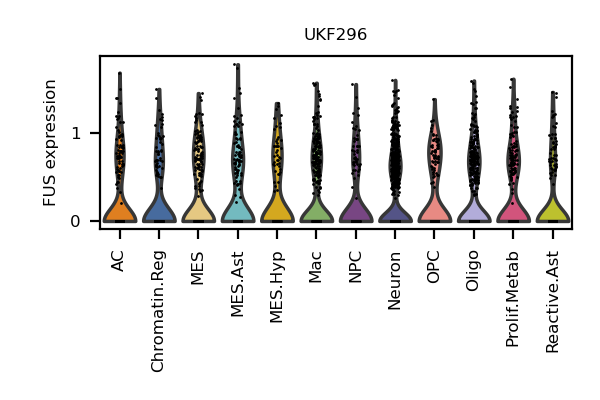 UKF296
FUS expression
1
0
AC
Chromatin.Reg
MES
MES.Ast
MES.Hyp
Mac
NPC
Neuron
OPC
Oligo
Prolif.Metab
Reactive.Ast